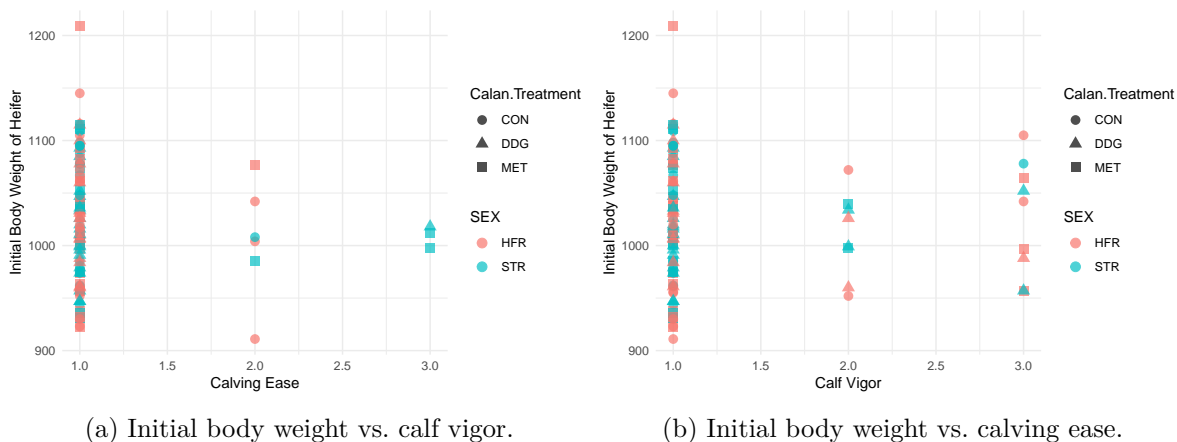 1200
1100
1000
900
Initial Body Weight of Heifer
1.0 1.5 2.0 2.5 3.0
Calving Ease
Calan.Treatment
CON
DDG
MET
SEX
HFR
STR
(a) Initial body weight vs. calf vigor.
1200
1100
1000
900
Initial Body Weight of Heifer
1.0 1.5 2.0 2.5 3.0
Calf Vigor
Calan.Treatment
CON
DDG
MET
SEX
HFR
STR
(b) Initial body weight vs. calving ease.